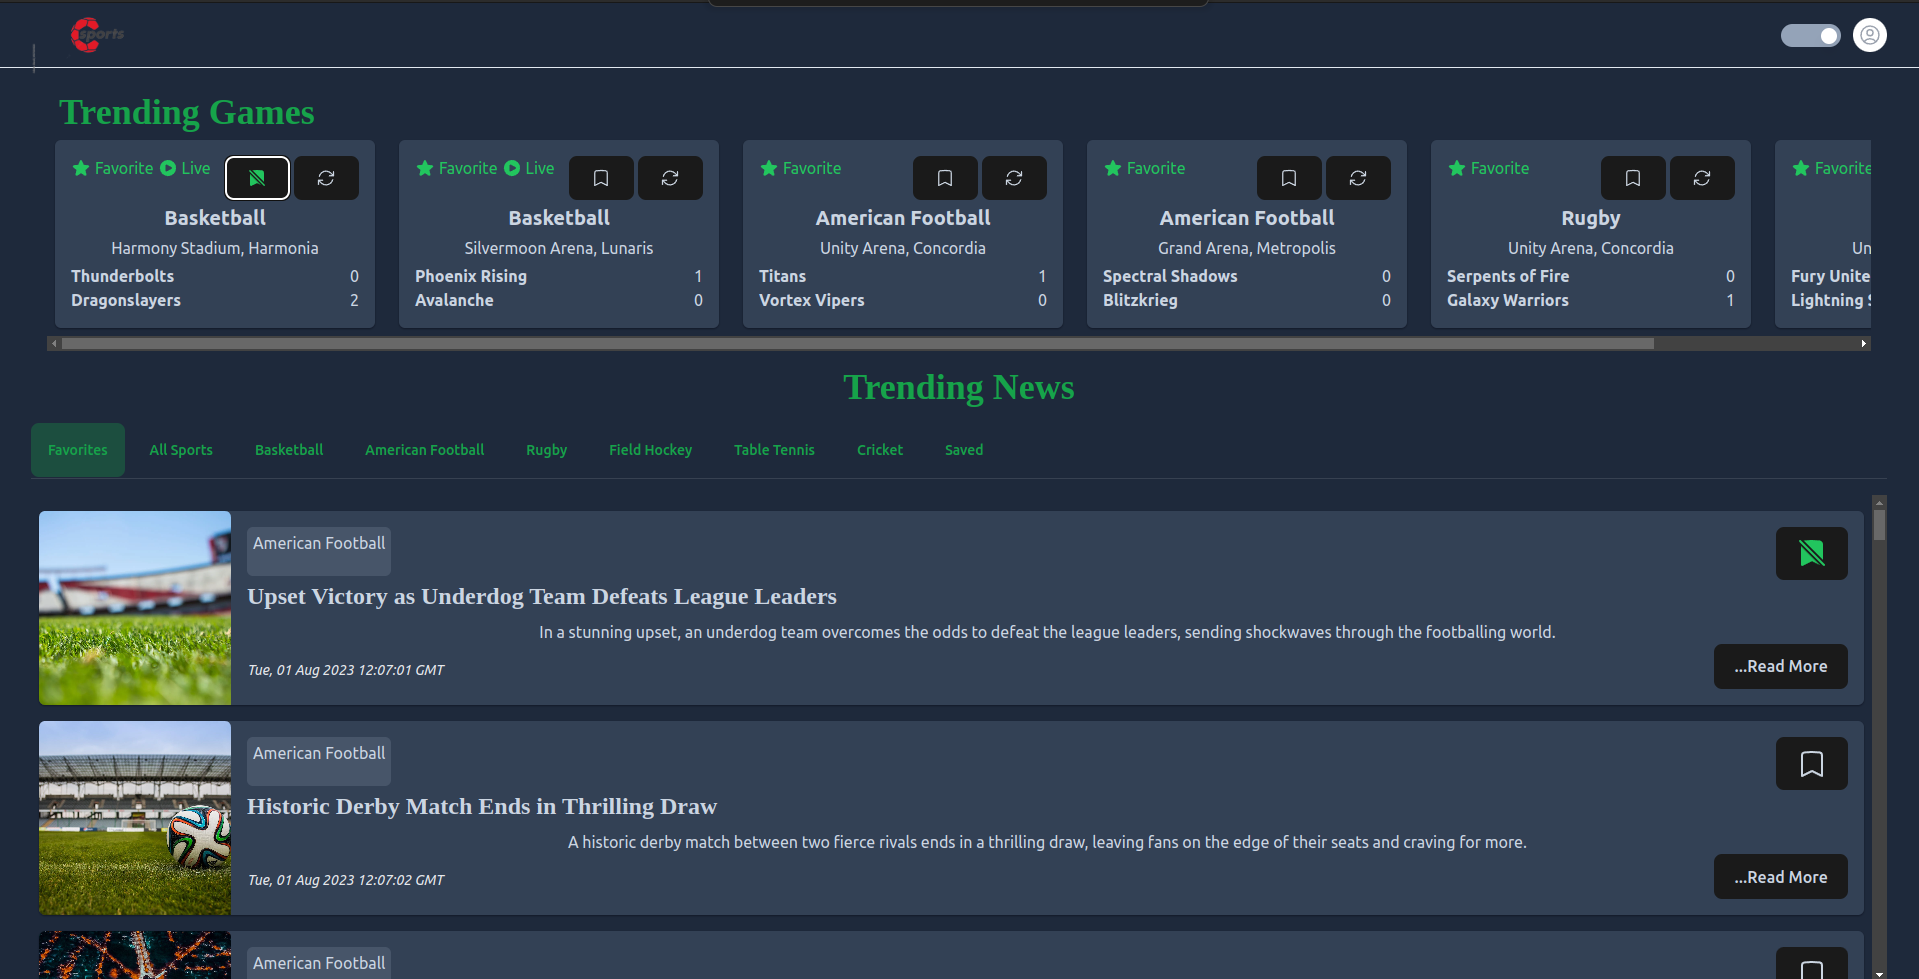 sports
Trending Games
Favorite Live
Basketball
Harmony Stadium, Harmonia
Thunderbolts 0
Dragonslayers 2
Favorite Live
Basketball
Silvermoon Arena, Lunaris
Phoenix Rising 1
Avalanche 0
Favorite
American Football
Unity Arena, Concordia
Titans 1
Vortex Vipers 0
Favorite
American Football
Grand Arena, Metropolis
Spectral Shadows 0
Blitzkrieg 0
Favorite
Rugby
Unity Arena, Concordia
Serpents of Fire 0
Galaxy Warriors 1
Favorite
Un
Fury Unite
Lightning S
Trending News
Favorites All Sports Basketball American Football Rugby Field Hockey Table Tennis Cricket Saved
American Football
Upset Victory as Underdog Team Defeats League Leaders
In a stunning upset, an underdog team overcomes the odds to defeat the league leaders, sending shockwaves through the footballing world.
Tue, 01 Aug 2023 12:07:01 GMT
...Read More
American Football
Historic Derby Match Ends in Thrilling Draw
A historic derby match between two fierce rivals ends in a thrilling draw, leaving fans on the edge of their seats and craving for more.
Tue, 01 Aug 2023 12:07:02 GMT
...Read More
American Football